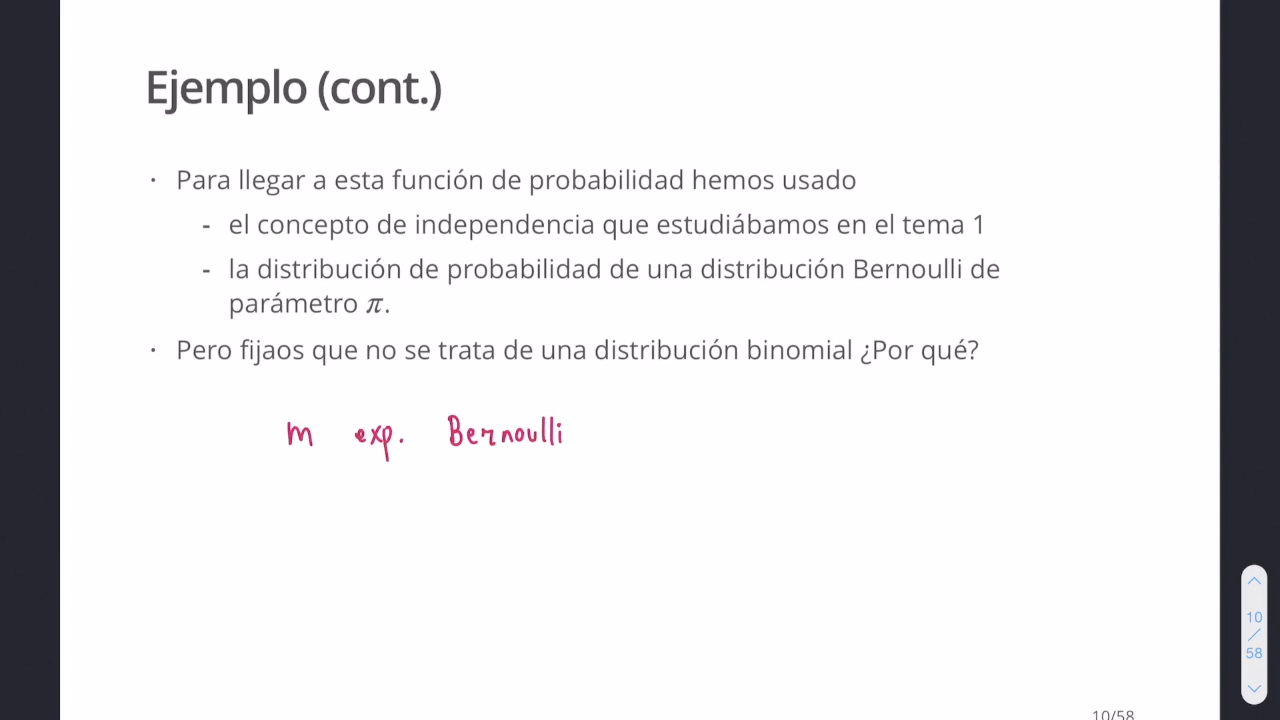 Ejemplo (cont.)
· Para llegar a esta función de probabilidad hemos usado
- el concepto de independencia que estudiábamos en el tema 1
- la distribución de probabilidad de una distribución Bernoulli de
parámetro π.
· Pero fijaos que no se trata de una distribución binomial ¿Por qué?
m exp. Bernoulli
10
/
58
10/58